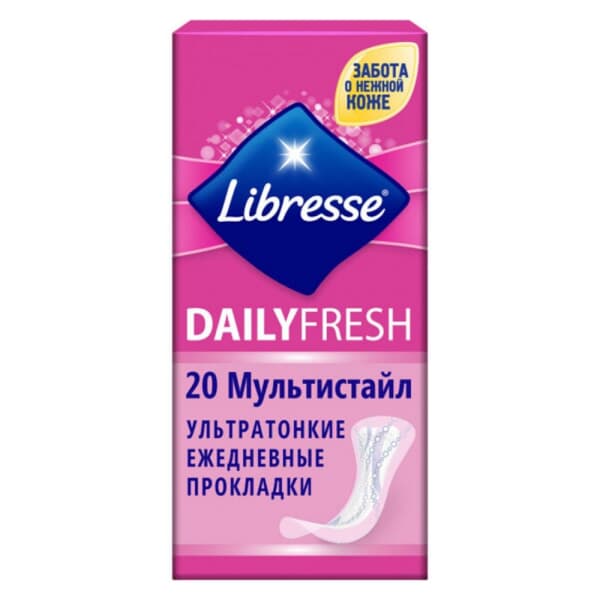 ЗАБОТА
О НЕЖНОЙ
КОЖЕ
Libresse®
DAILYFRESH
20 Мультистайл
УЛЬТРАТОНКИЕ
ЕЖЕДНЕВНЫЕ
ПРОКЛАДКИ